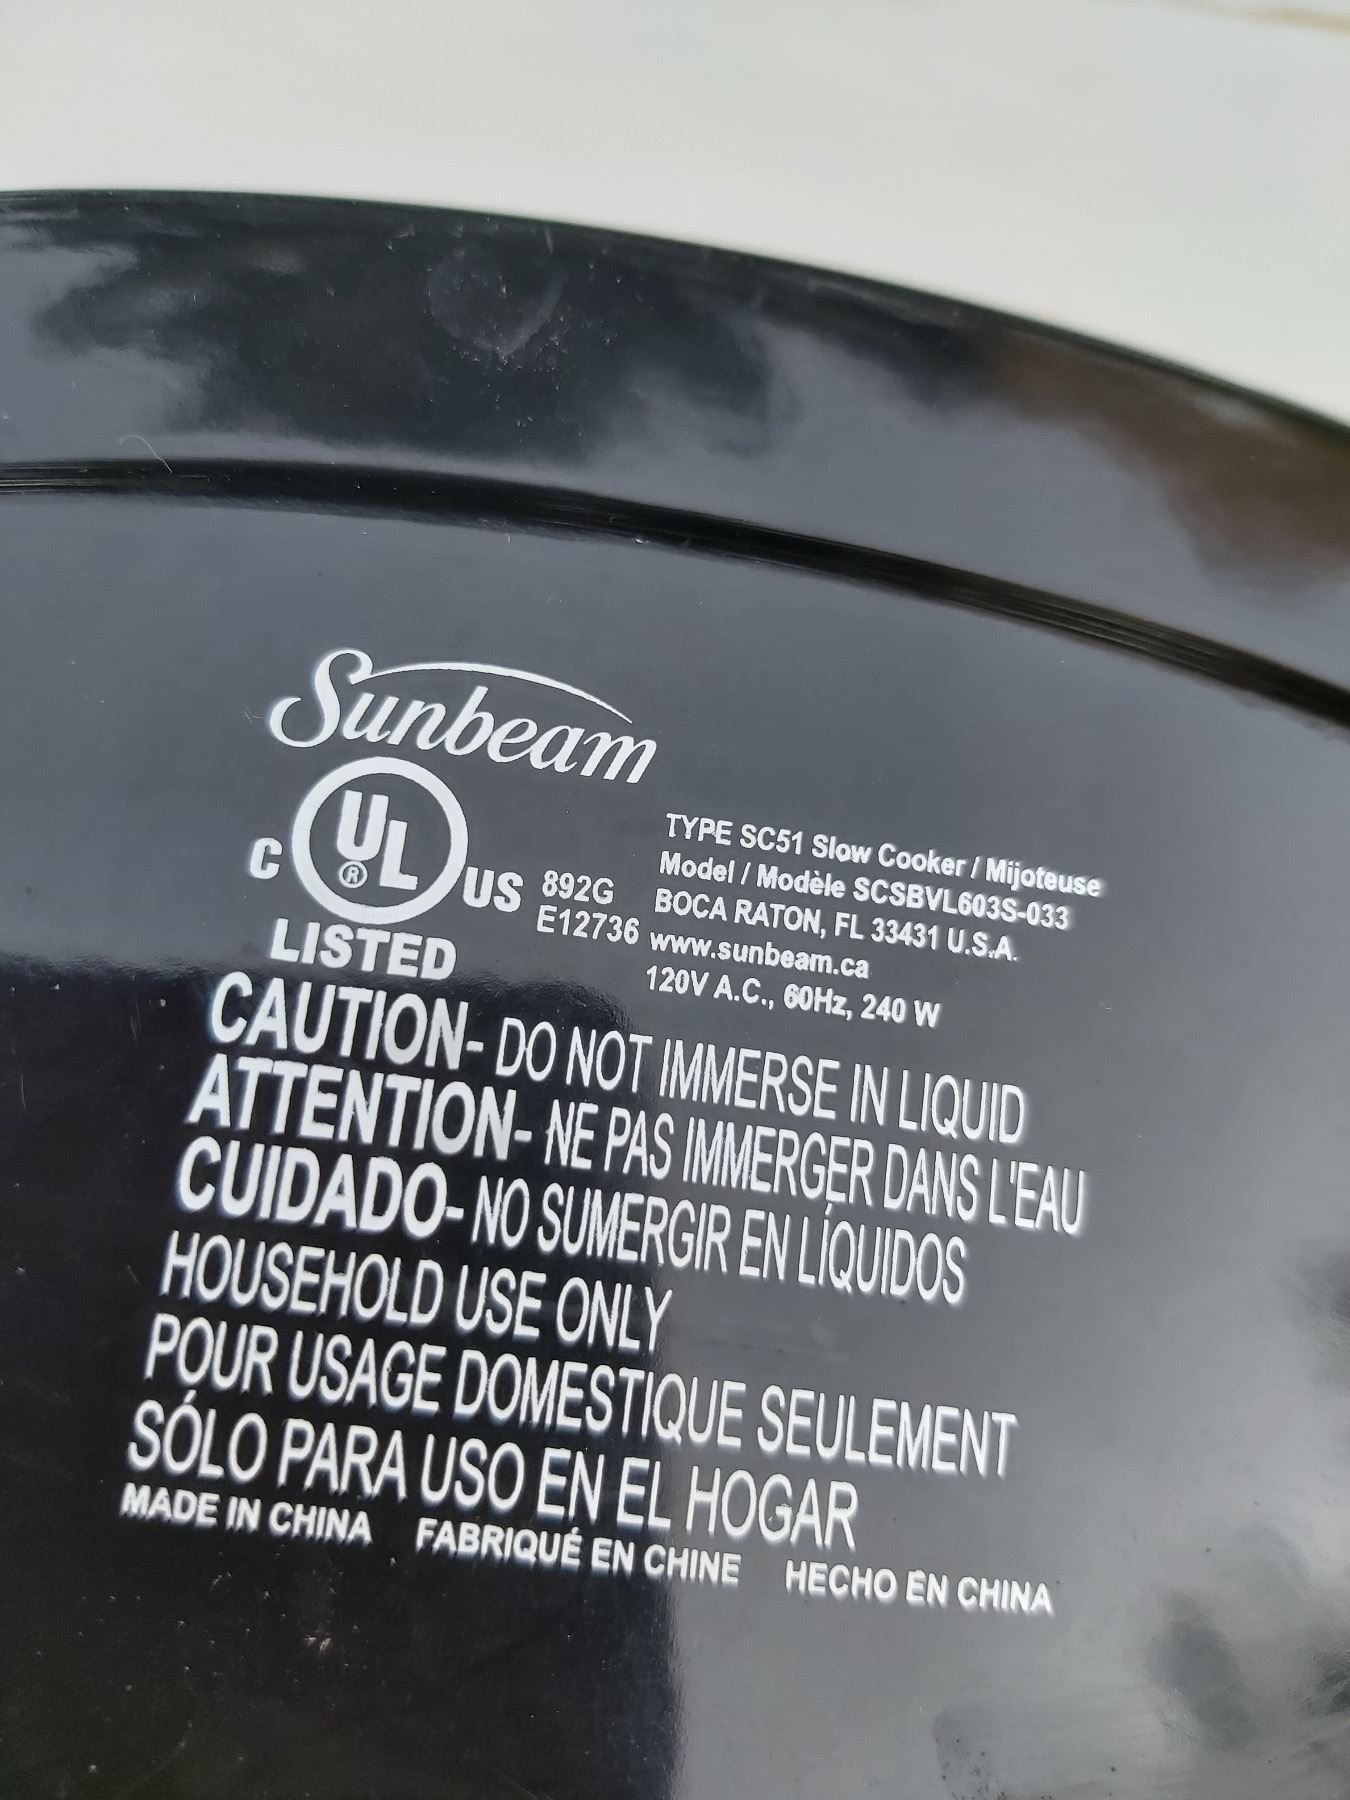 Sunbeam
C UL ® US
LISTED
892G
E12736
TYPE SC51 Slow Cooker / Mijoteuse
Model / Modèle SCSBVL603S-033
BOCA RATON, FL 33431 U.S.A.
www.sunbeam.ca
120V A.C., 60Hz, 240 W
CAUTION- DO NOT IMMERSE IN LIQUID
ATTENTION- NE PAS IMMERGER DANS L'EAU
CUIDADO- NO SUMERGIR EN LÍQUIDOS
HOUSEHOLD USE ONLY
POUR USAGE DOMESTIQUE SEULEMENT
SÓLO PARA USO EN EL HOGAR
MADE IN CHINA FABRIQUÉ EN CHINE HECHO EN CHINA